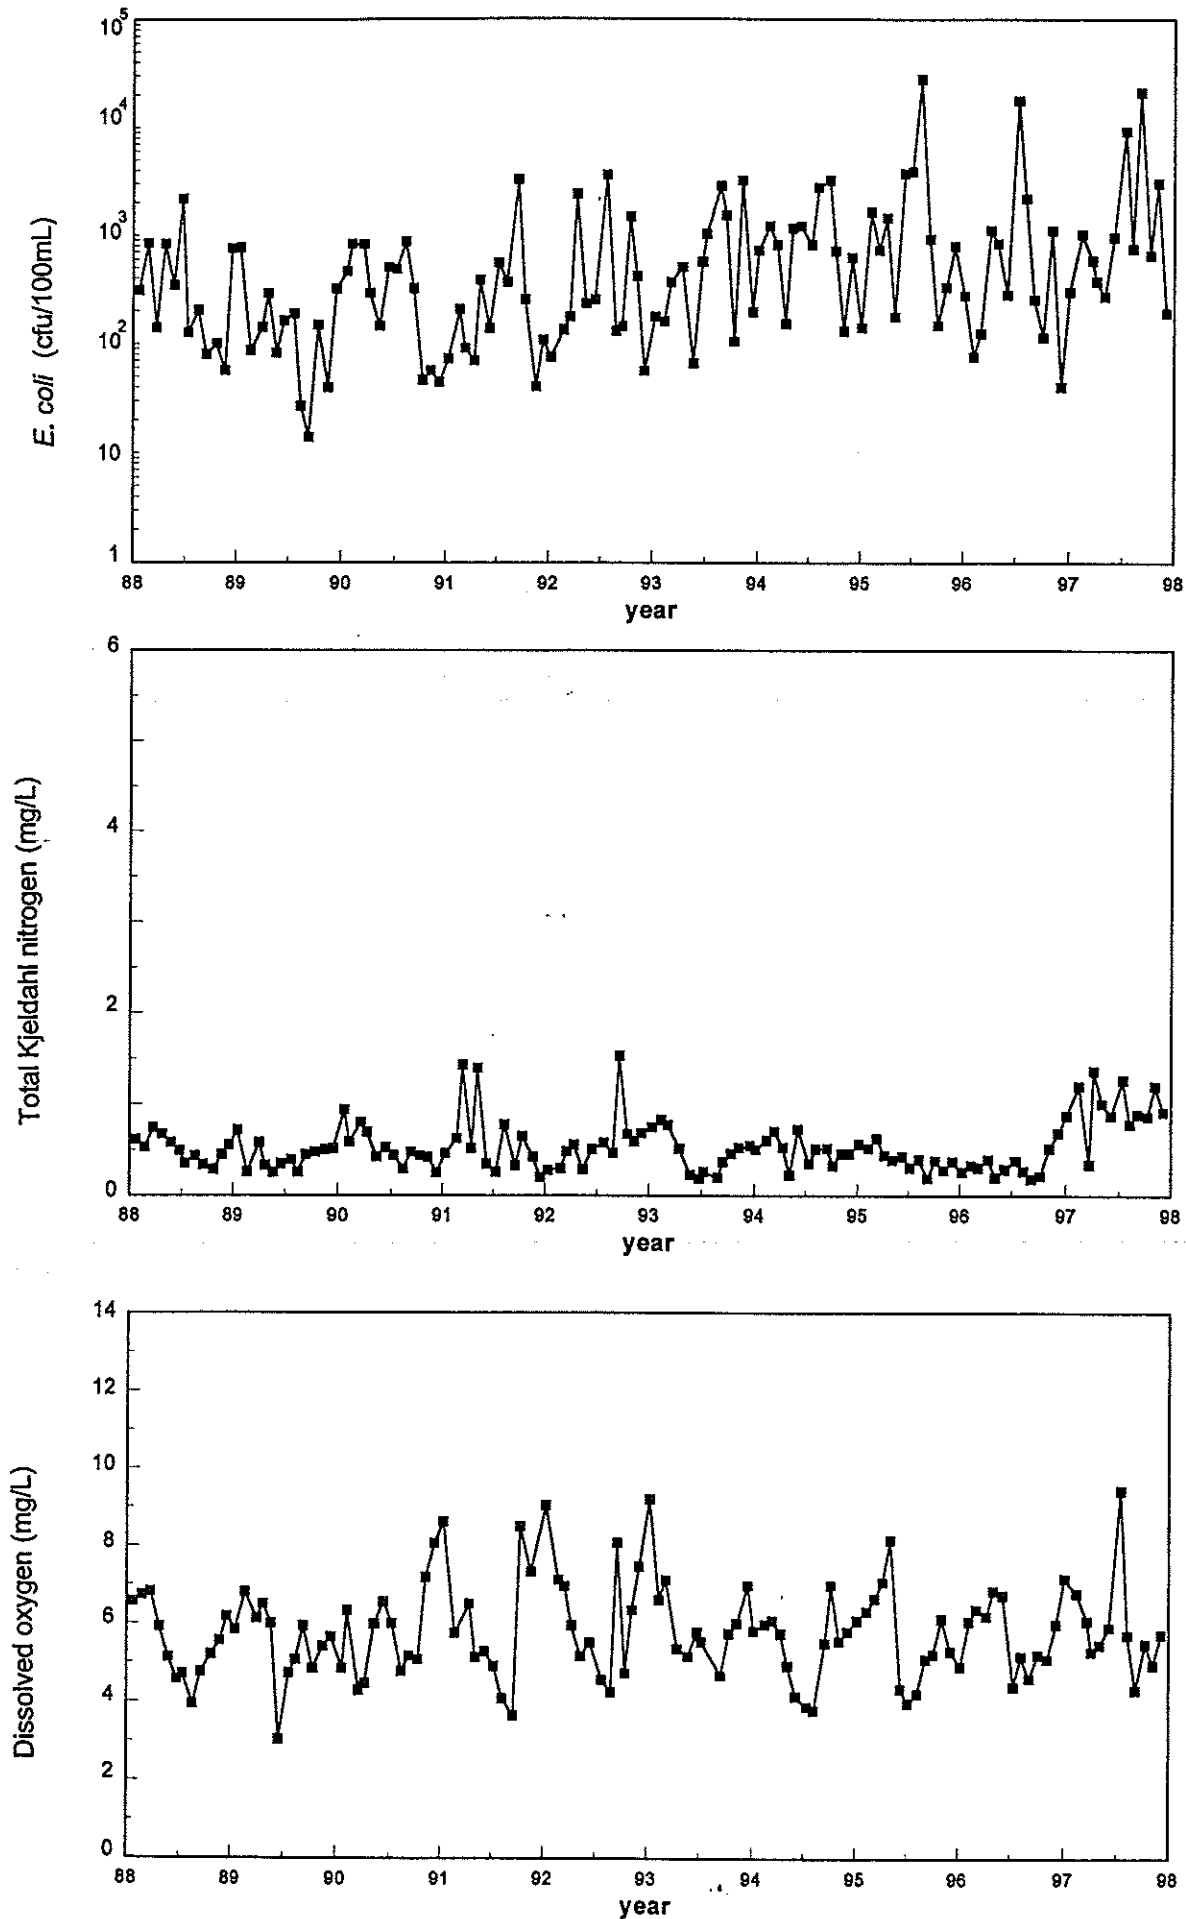 10^5
10^4
10^3
10^2
10
1
E. coli (cfu/100mL)
88 89 90 91 92 93 94 95 96 97 98
year
6
4
2
0
Total Kjeldahl nitrogen (mg/L)
88 89 90 91 92 93 94 95 96 97 98
year
14
12
10
8
6
4
2
0
Dissolved oxygen (mg/L)
88 89 90 91 92 93 94 95 96 97 98
year